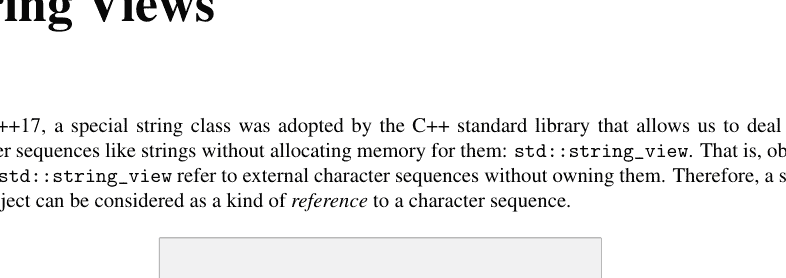 ring Views
++17, a special string class was adopted by the C++ standard library that allows us to deal
er sequences like strings without allocating memory for them: std::string_view. That is, ob
std::string_view refer to external character sequences without owning them. Therefore, a s
ject can be considered as a kind of reference to a character sequence.